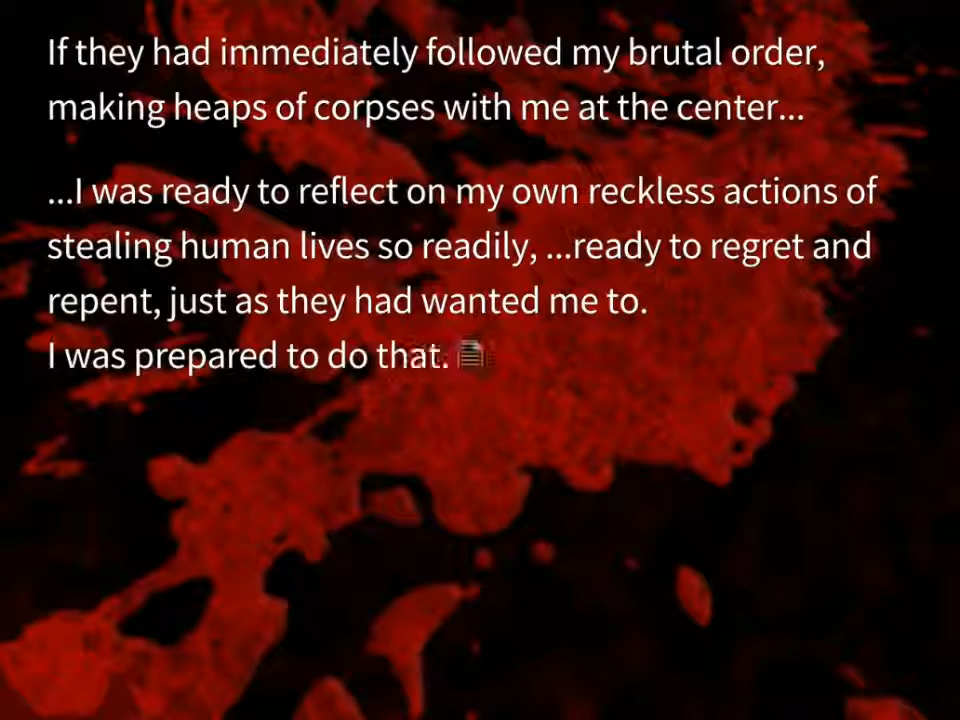 If they had immediately followed my brutal order,
making heaps of corpses with me at the center...
...I was ready to reflect on my own reckless actions of
stealing human lives so readily, ...ready to regret and
repent, just as they had wanted me to.
I was prepared to do that.